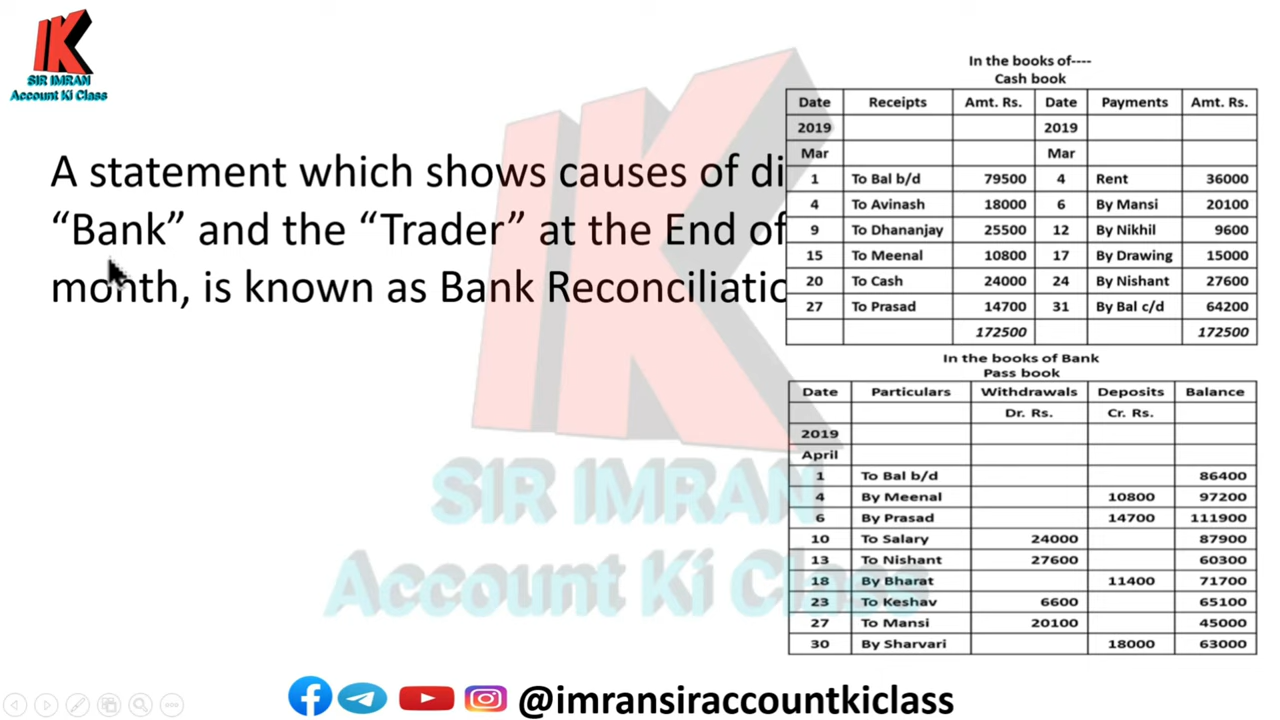 SIR IMRAN
Account Ki Class
A statement which shows causes of di
“Bank” and the “Trader” at the End of
month, is known as Bank Reconciliatio
In the books of----
Cash book
Date Receipts Amt. Rs. Date Payments Amt. Rs.
2019 2019
Mar Mar
1 To Bal b/d 79500 4 Rent 36000
4 To Avinash 18000 6 By Mansi 20100
9 To Dhananjay 25500 12 By Nikhil 9600
15 To Meenal 10800 17 By Drawing 15000
20 To Cash 24000 24 By Nishant 27600
27 To Prasad 14700 31 By Bal c/d 64200
172500 172500
In the books of Bank
Pass book
Date Particulars Withdrawals Deposits Balance
Dr. Rs. Cr. Rs.
2019
April
1 To Bal b/d 86400
4 By Meenal 10800 97200
6 By Prasad 14700 111900
10 To Salary 24000 87900
13 To Nishant 27600 60300
18 By Bharat 11400 71700
23 To Keshav 6600 65100
27 To Mansi 20100 45000
30 By Sharvari 18000 63000
SIR IMRAN
Account Ki Class
@imransiraccountkiclass